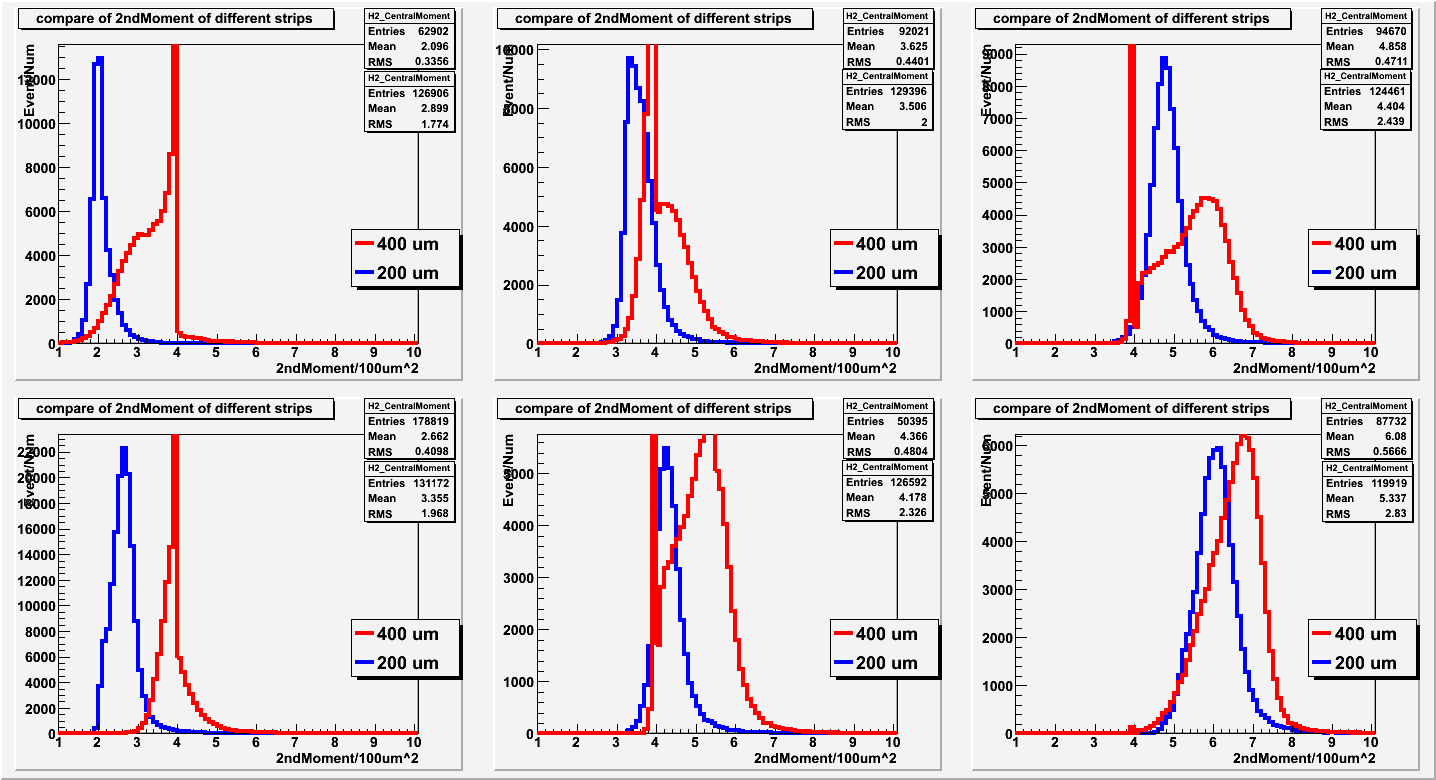 compare of 2ndMoment of different strips
H2_CentralMoment
Entries 62902
Mean 2.096
RMS 0.3356
H2_CentralMoment
Entries 126906
Mean 2.899
RMS 1.774
Event/Num
12000
10000
8000
6000
4000
2000
0
400 um
200 um
1 2 3 4 5 6 7 8 9 10
2ndMoment/100um^2
compare of 2ndMoment of different strips
H2_CentralMoment
Entries 92021
Mean 3.625
RMS 0.4401
H2_CentralMoment
Entries 129396
Mean 3.506
RMS 2
Event/Num
10000
8000
6000
4000
2000
0
400 um
200 um
1 2 3 4 5 6 7 8 9 10
2ndMoment/100um^2
compare of 2ndMoment of different strips
H2_CentralMoment
Entries 94670
Mean 4.858
RMS 0.4711
H2_CentralMoment
Entries 124461
Mean 4.404
RMS 2.439
Event/Num
9000
8000
7000
6000
5000
4000
3000
2000
1000
0
400 um
200 um
1 2 3 4 5 6 7 8 9 10
2ndMoment/100um^2
compare of 2ndMoment of different strips
H2_CentralMoment
Entries 178819
Mean 2.662
RMS 0.4098
H2_CentralMoment
Entries 131172
Mean 3.355
RMS 1.968
Event/Num
22000
20000
18000
16000
14000
12000
10000
8000
6000
4000
2000
0
400 um
200 um
1 2 3 4 5 6 7 8 9 10
2ndMoment/100um^2
compare of 2ndMoment of different strips
H2_CentralMoment
Entries 50395
Mean 4.366
RMS 0.4804
H2_CentralMoment
Entries 126592
Mean 4.178
RMS 2.326
Event/Num
5000
4000
3000
2000
1000
0
400 um
200 um
1 2 3 4 5 6 7 8 9 10
2ndMoment/100um^2
compare of 2ndMoment of different strips
H2_CentralMoment
Entries 87732
Mean 6.08
RMS 0.5666
H2_CentralMoment
Entries 119919
Mean 5.337
RMS 2.83
Event/Num
6000
5000
4000
3000
2000
1000
0
400 um
200 um
1 2 3 4 5 6 7 8 9 10
2ndMoment/100um^2